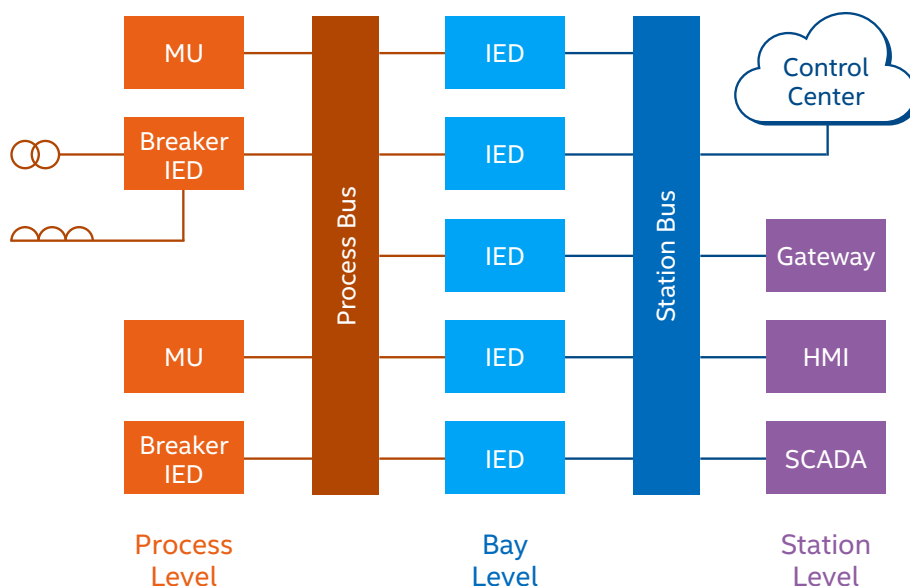 MU
IED
Control
Center
Breaker
IED
IED
Process Bus
Station Bus
IED
Gateway
MU
IED
HMI
Breaker
IED
IED
SCADA
Process
Level
Bay
Level
Station
Level